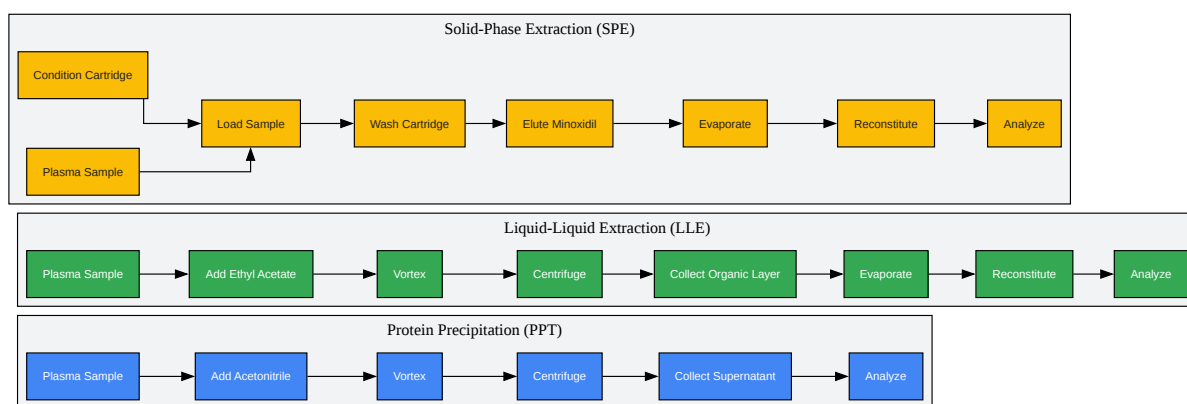 Solid-Phase Extraction (SPE)
Condition Cartridge
Load Sample
Wash Cartridge
Elute Minoxidil
Evaporate
Reconstitute
Analyze
Plasma Sample
Liquid-Liquid Extraction (LLE)
Plasma Sample
Add Ethyl Acetate
Vortex
Centrifuge
Collect Organic Layer
Evaporate
Reconstitute
Analyze
Protein Precipitation (PPT)
Plasma Sample
Add Acetonitrile
Vortex
Centrifuge
Collect Supernatant
Analyze